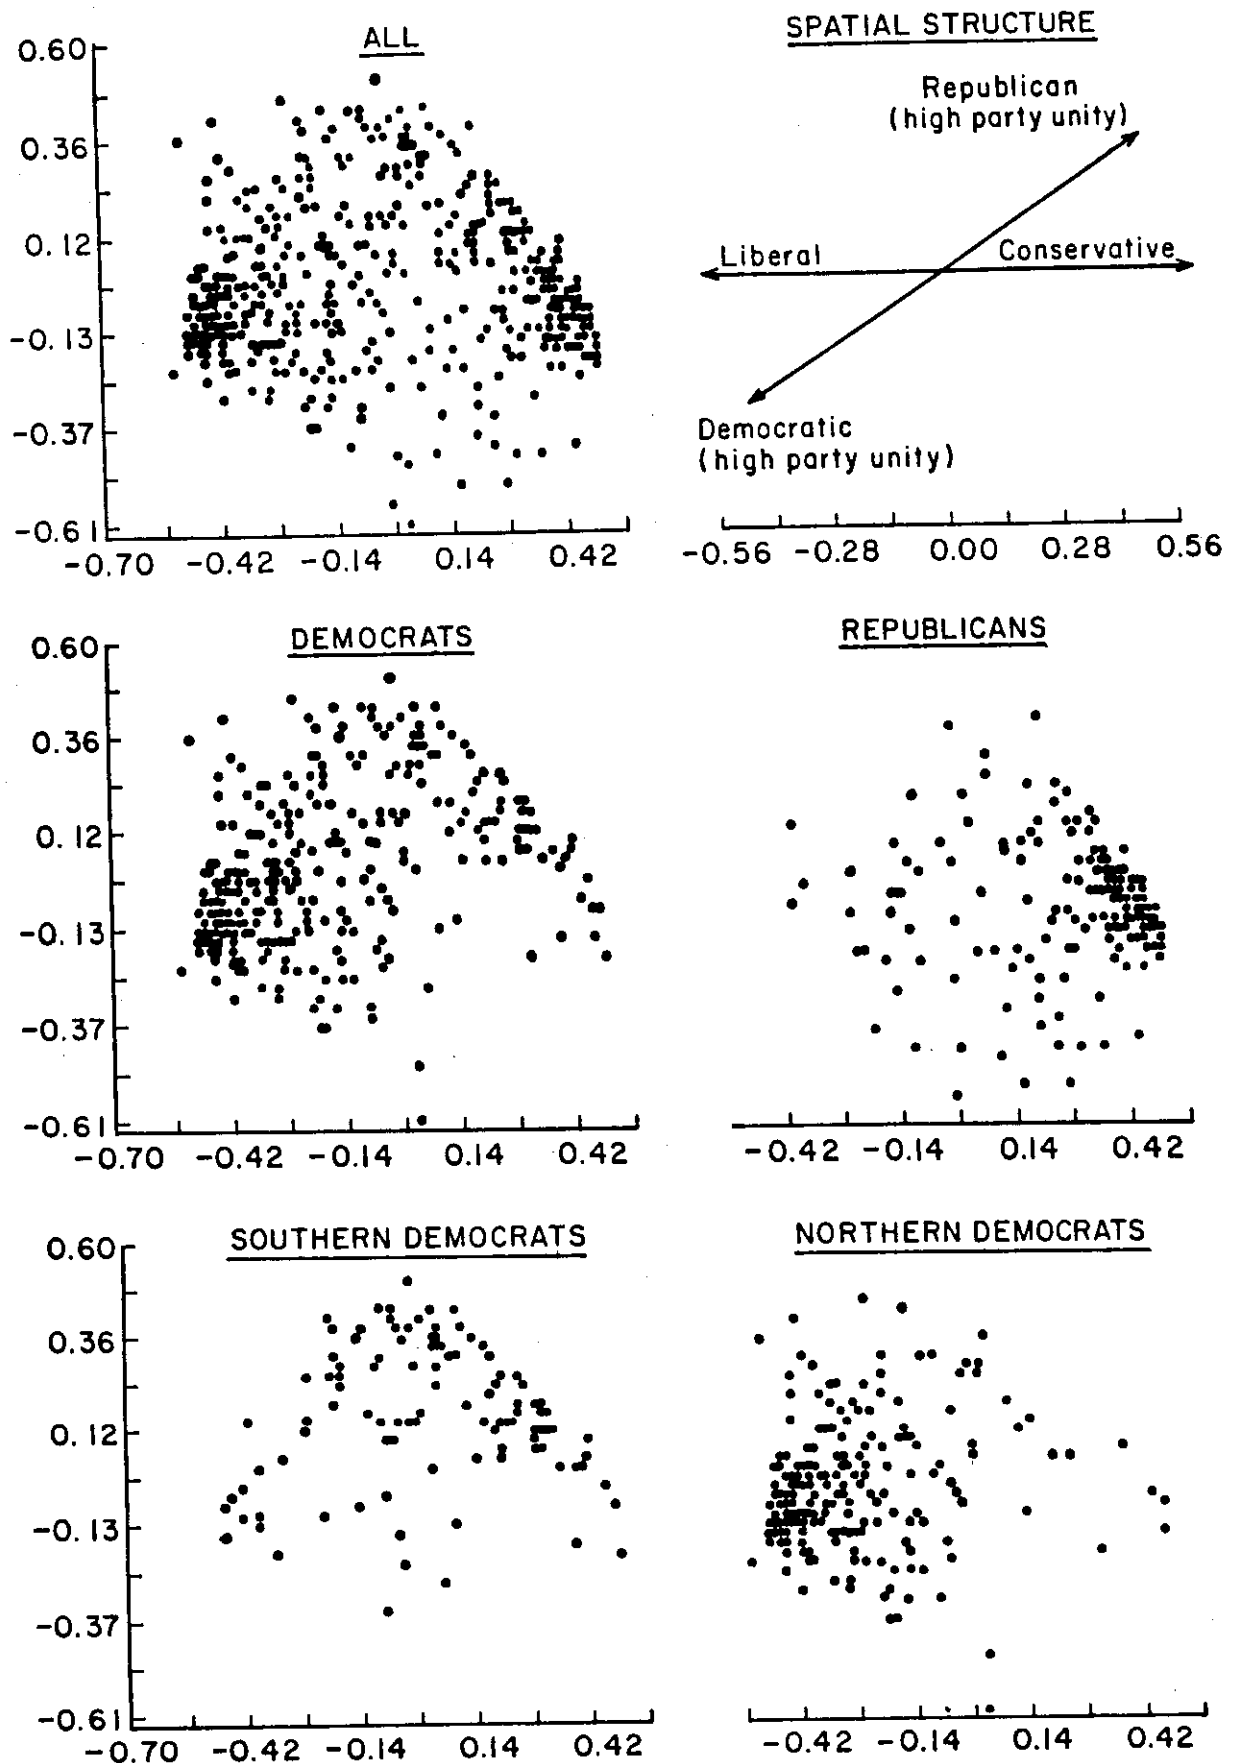 ALL
0.60
0.36
0.12
-0.13
-0.37
-0.61
-0.70 -0.42 -0.14 0.14 0.42
SPATIAL STRUCTURE
Republican
(high party unity)
Liberal
Conservative
Democratic
(high party unity)
-0.56 -0.28 0.00 0.28 0.56
DEMOCRATS
0.60
0.36
0.12
-0.13
-0.37
-0.61
-0.70 -0.42 -0.14 0.14 0.42
REPUBLICANS
-0.42 -0.14 0.14 0.42
SOUTHERN DEMOCRATS
0.60
0.36
0.12
-0.13
-0.37
-0.61
-0.70 -0.42 -0.14 0.14 0.42
NORTHERN DEMOCRATS
-0.42 -0.14 0.14 0.42